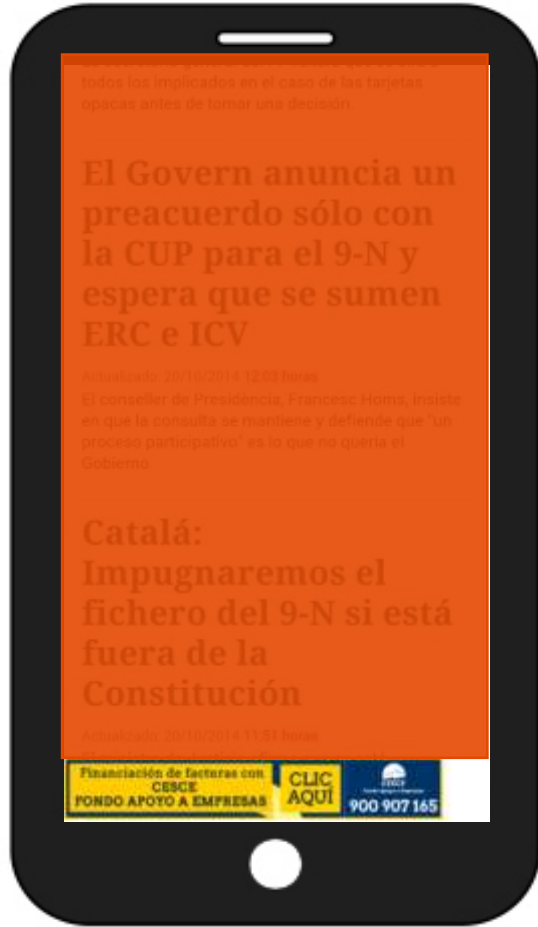 todos los implicados en el caso de las tarjetas
opacas antes de tomar una decisión.
El Govern anuncia un
preacuerdo sólo con
la CUP para el 9-N y
espera que se sumen
ERC e ICV
Actualizado: 20/10/2014 12:03 horas
El conseller de Presidència, Francesc Homs, insiste
en que la consulta se mantiene y defiende que "un
proceso participativo" es lo que no quería el
Gobierno
Catalá:
Impugnaremos el
fichero del 9-N si está
fuera de la
Constitución
Actualizado: 20/10/2014 11:51 horas
Financiación de facturas con
CESCE
FONDO APOYO A EMPRESAS
CLIC
AQUÍ
CESCE
900 907 165